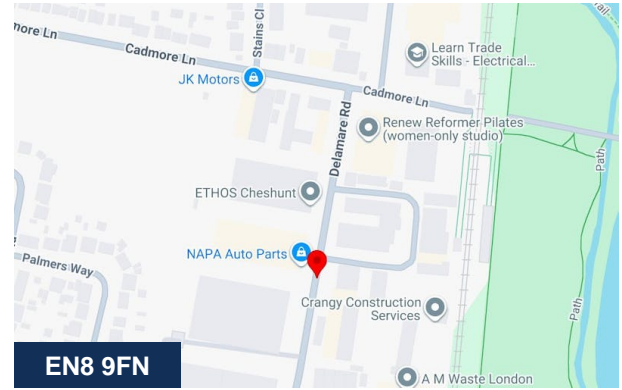 more Ln
Cadmore Ln
Stains Cl
JK Motors
Learn Trade
Skills - Electrical...
Cadmore Ln
Delamare Rd
Renew Reformer Pilates
(women-only studio)
Path
ETHOS Cheshunt
NAPA Auto Parts
Palmers Way
Crangy Construction
Services
Path
A M Waste London
EN8 9FN